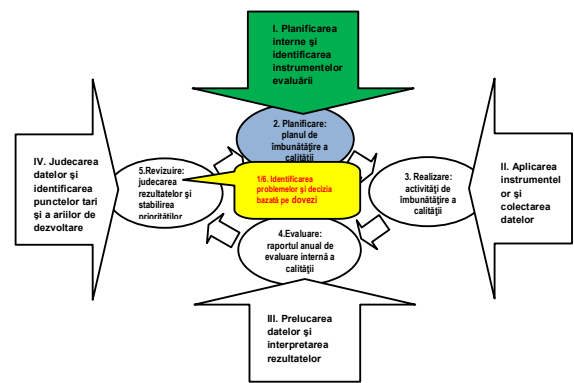 I. Planificarea
interne şi
identificarea
instrumentelor
evaluării
2. Planificare:
planul de
îmbunătăţire a
calităţii
IV. Judecarea
datelor şi
identificarea
punctelor tari
şi a ariilor de
dezvoltare
5.Revizuire:
judecarea
rezultatelor şi
stabilirea
priorităţilor
1/6. Identificarea
problemelor şi decizia
bazată pe dovezi
3. Realizare:
activităţi de
îmbunătăţire a
calităţii
II. Aplicarea
instrumentel
or şi
colectarea
datelor
4.Evaluare:
raportul anual de
evaluare internă a
calităţii
III. Prelucarea
datelor şi
interpretarea
rezultatelor